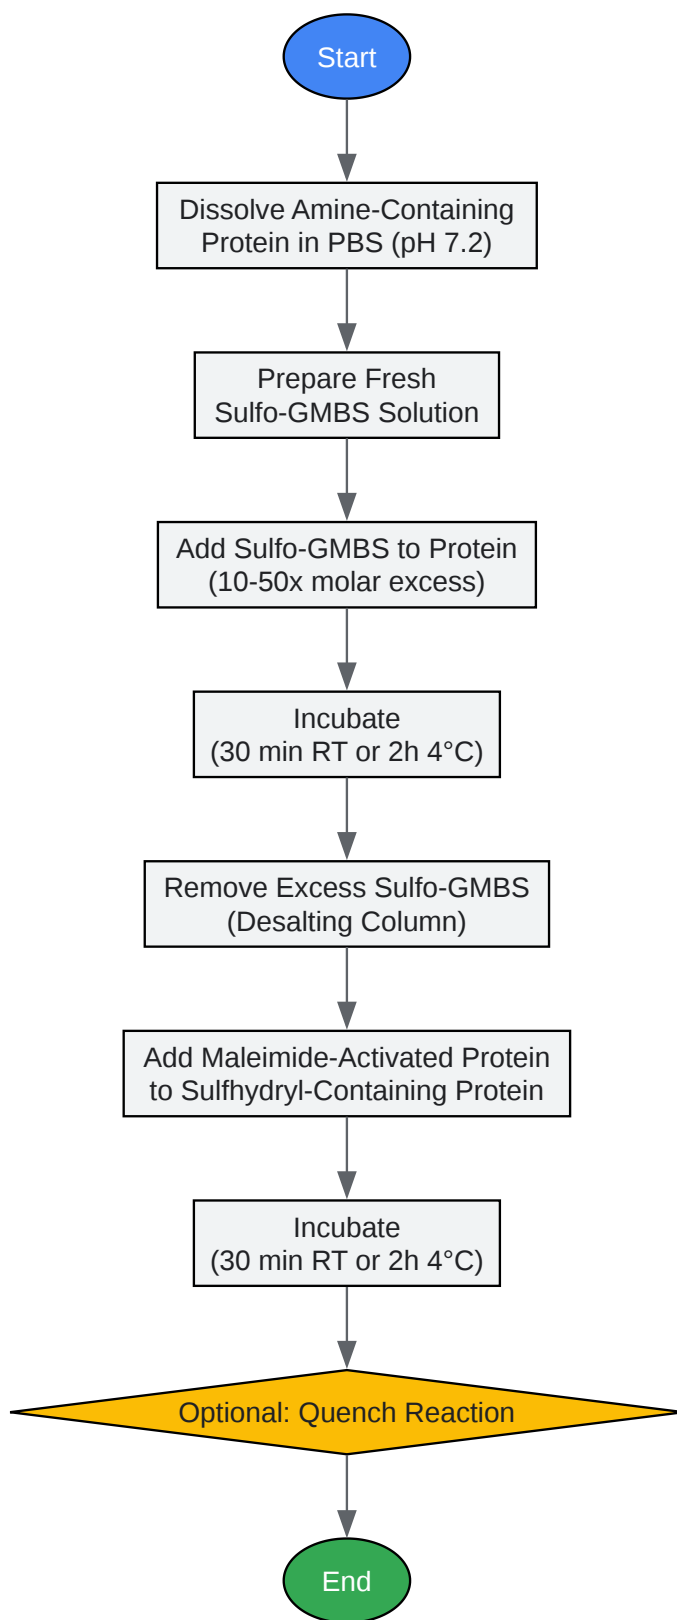 Start
Dissolve Amine-Containing
Protein in PBS (pH 7.2)
Prepare Fresh
Sulfo-GMBS Solution
Add Sulfo-GMBS to Protein
(10-50x molar excess)
Incubate
(30 min RT or 2h 4°C)
Remove Excess Sulfo-GMBS
(Desalting Column)
Add Maleimide-Activated Protein
to Sulfhydryl-Containing Protein
Incubate
(30 min RT or 2h 4°C)
Optional: Quench Reaction
End